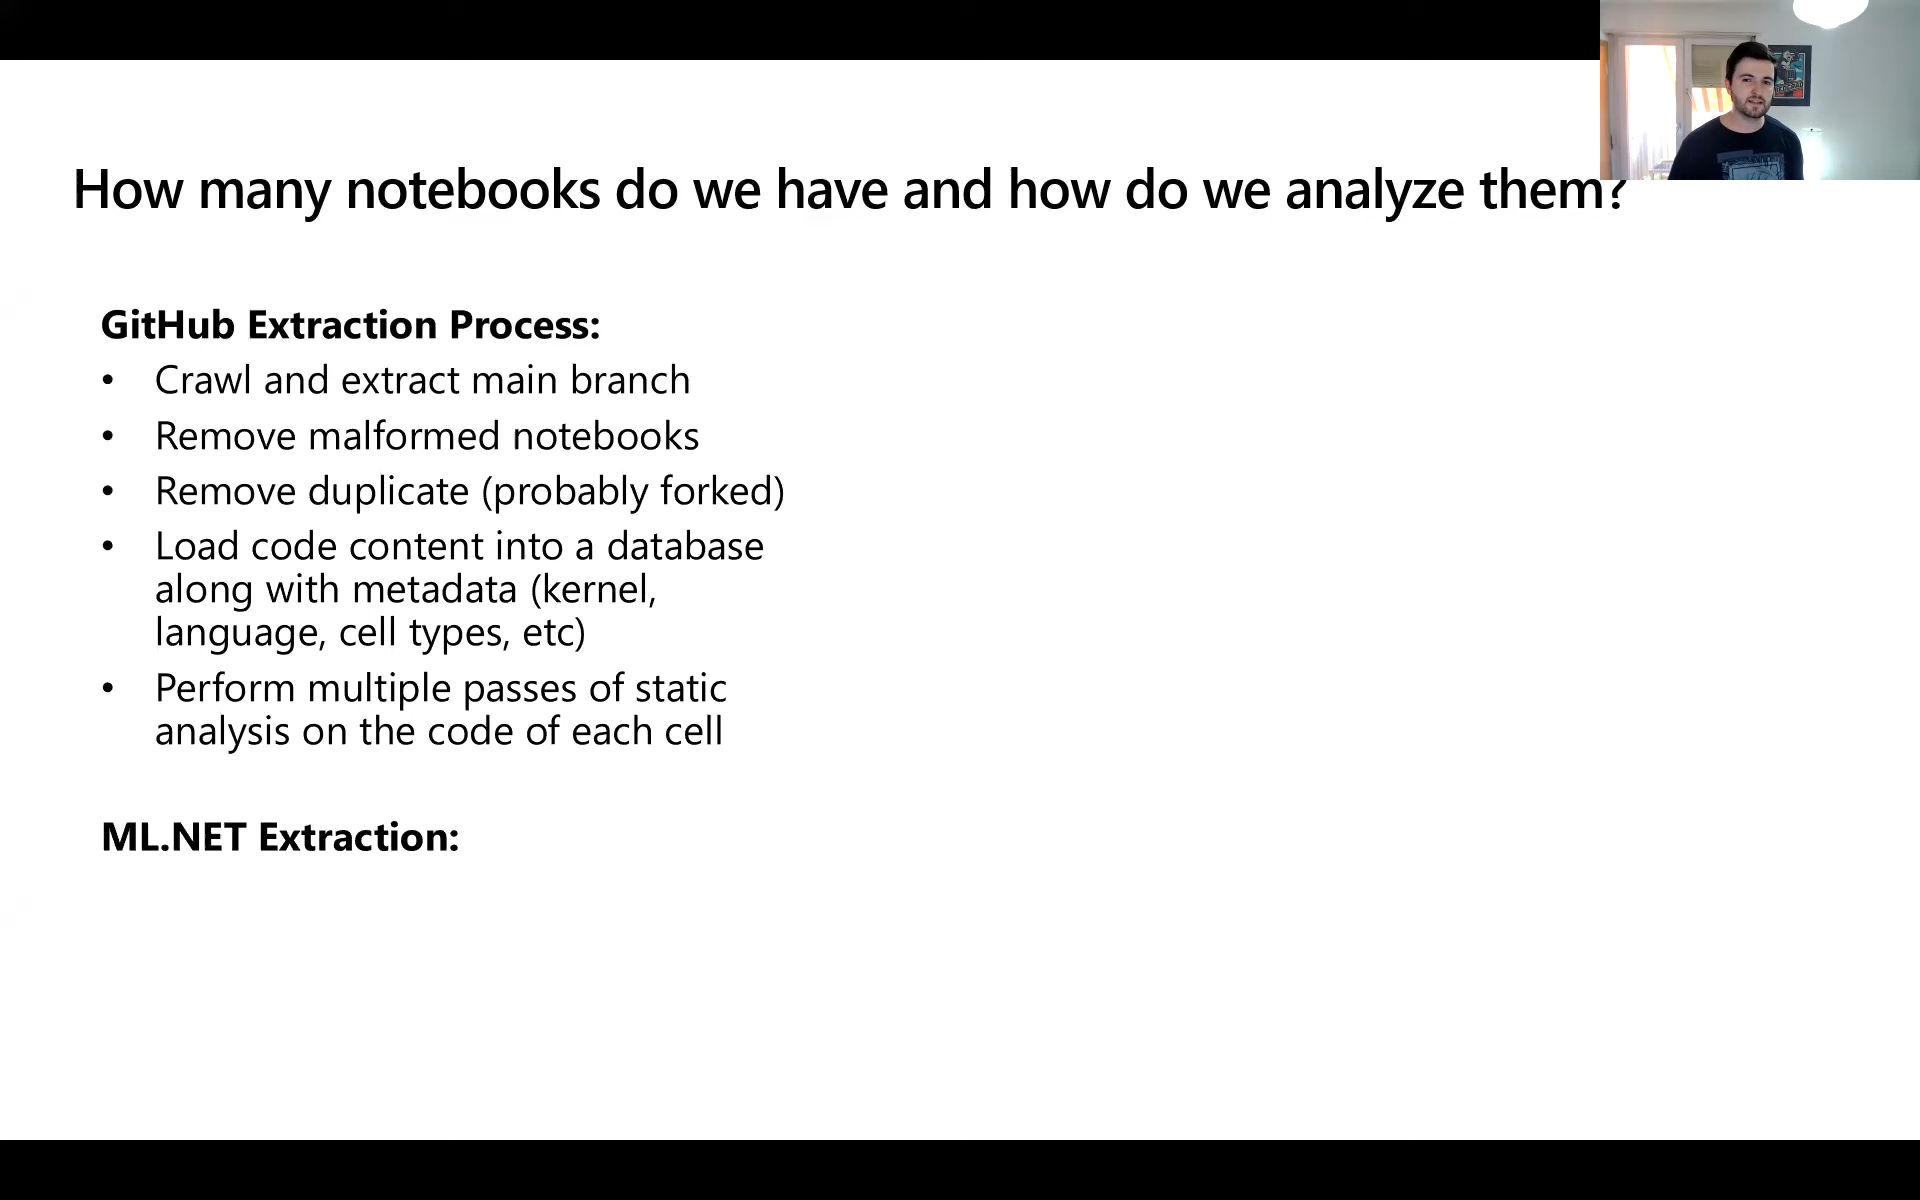 How many notebooks do we have and how do we analyze them?
GitHub Extraction Process:
• Crawl and extract main branch
• Remove malformed notebooks
• Remove duplicate (probably forked)
• Load code content into a database
along with metadata (kernel,
language, cell types, etc)
• Perform multiple passes of static
analysis on the code of each cell
ML.NET Extraction: